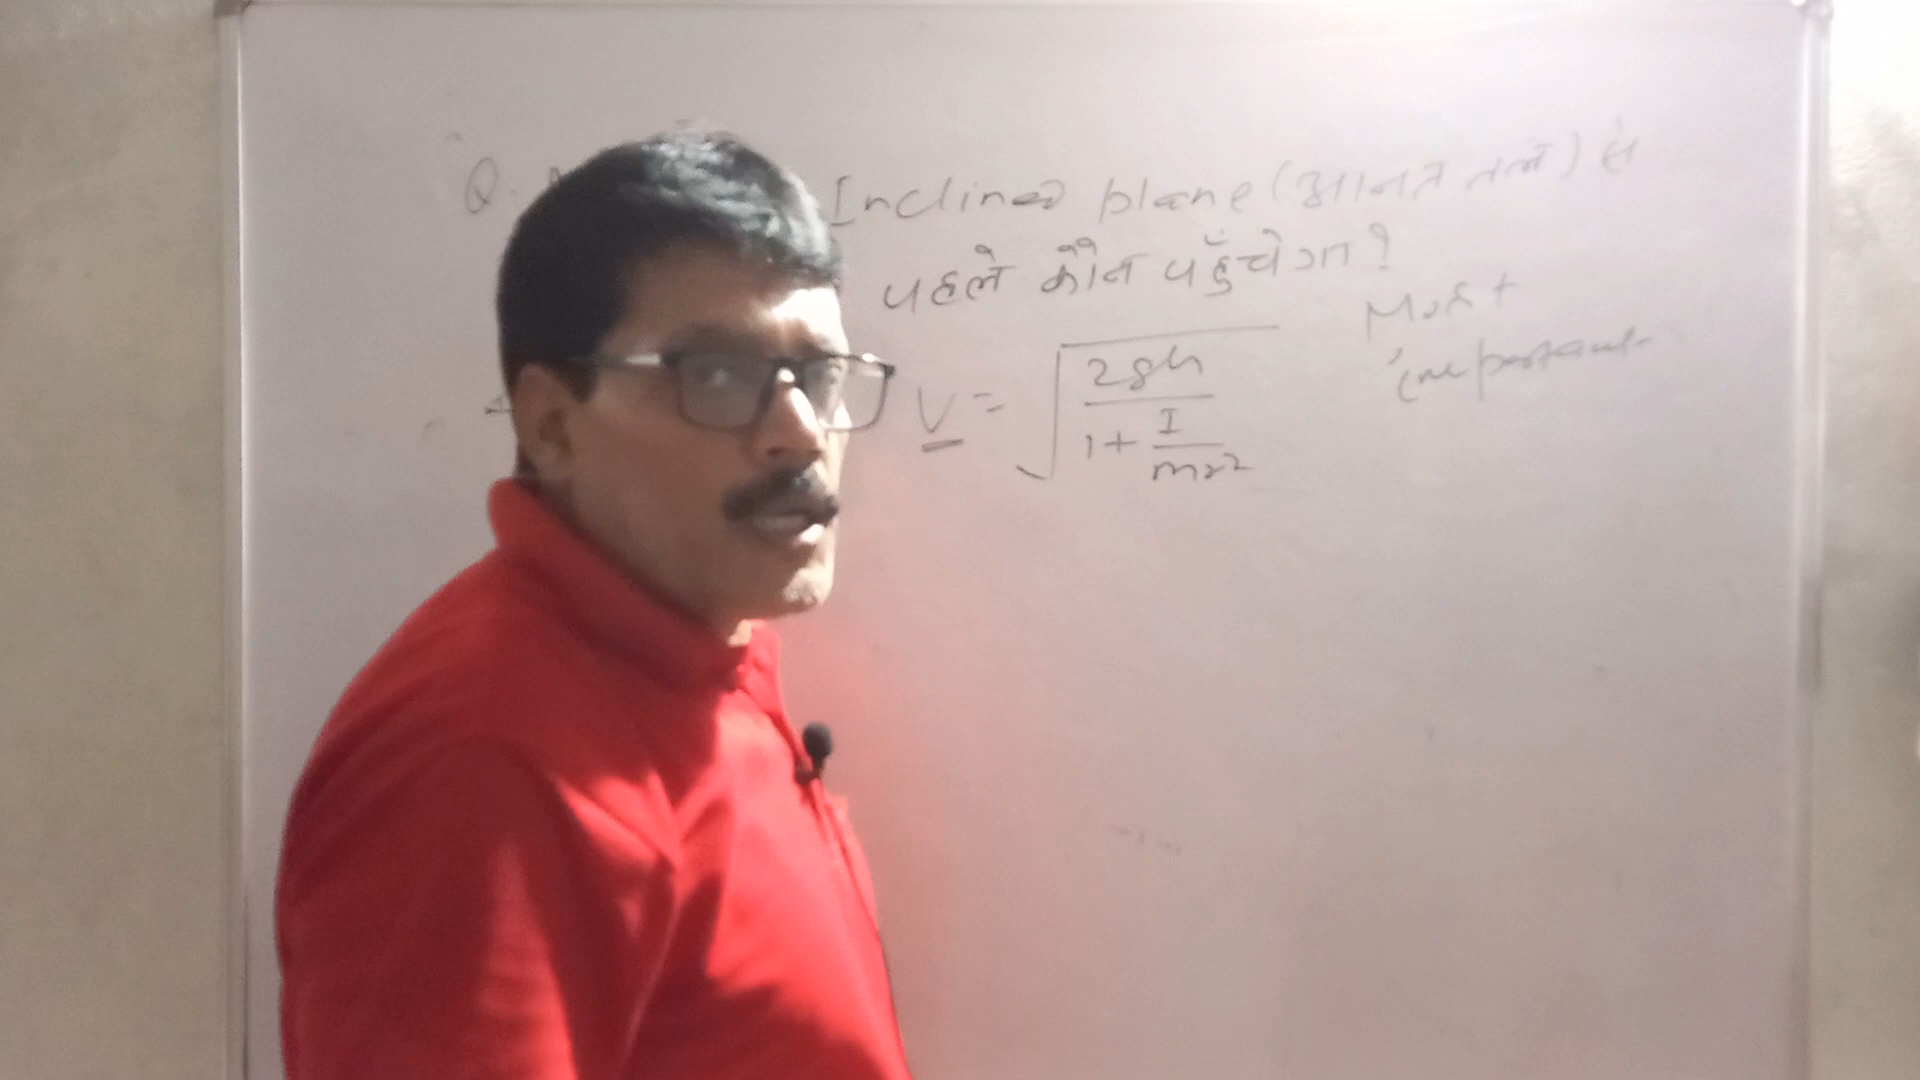 Q. Inclined plane (आनत तल) से
पहले कौन पहुँचेगा?
Most
important
V = √(2gh / (1 + I/mr²))